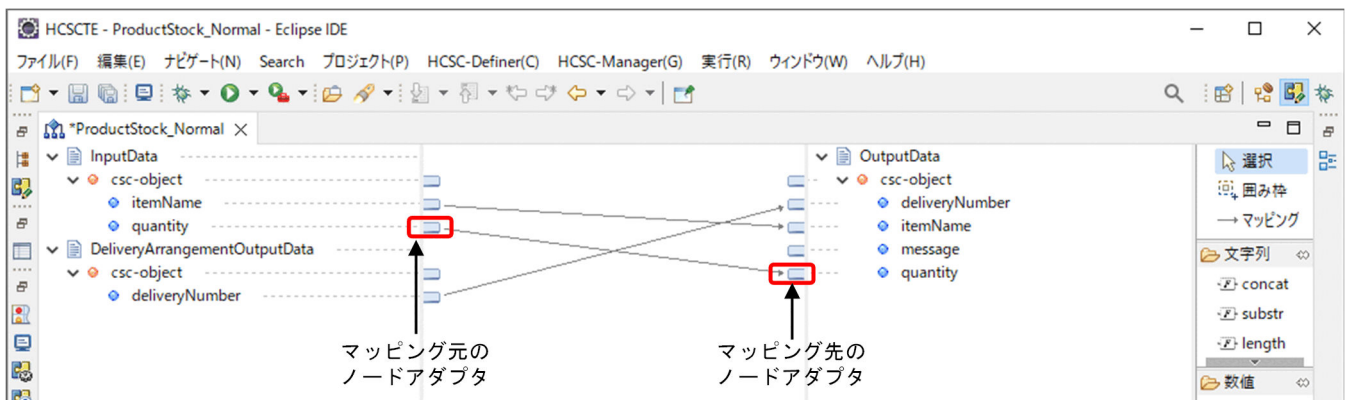 HCSCTE - ProductStock_Normal - Eclipse IDE
ファイル(F) 編集(E) ナビゲート(N) Search プロジェクト(P) HCSC-Definer(C) HCSC-Manager(G) 実行(R) ウィンドウ(W) ヘルプ(H)
*ProductStock_Normal
InputData
csc-object
itemName
quantity
DeliveryArrangementOutputData
csc-object
deliveryNumber
マッピング元の
ノードアダプタ
OutputData
csc-object
deliveryNumber
itemName
message
quantity
マッピング先の
ノードアダプタ
選択
囲み枠
マッピング
文字列
concat
substr
length
数値